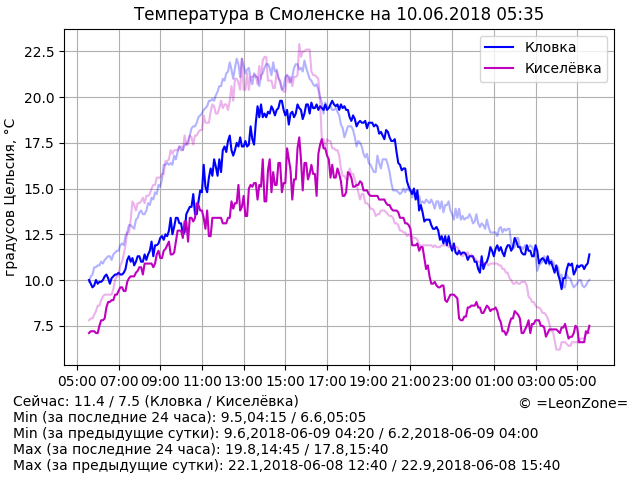 Температура в Смоленске на 10.06.2018 05:35
Кловка
Киселёвка
градусов Цельсия, °C
22.5
20.0
17.5
15.0
12.5
10.0
7.5
05:00 07:00 09:00 11:00 13:00 15:00 17:00 19:00 21:00 23:00 01:00 03:00 05:00
Сейчас: 11.4 / 7.5 (Кловка / Киселёвка)
© =LeonZone=
Min (за последние 24 часа): 9.5,04:15 / 6.6,05:05
Min (за предыдущие сутки): 9.6,2018-06-09 04:20 / 6.2,2018-06-09 04:00
Max (за последние 24 часа): 19.8,14:45 / 17.8,15:40
Max (за предыдущие сутки): 22.1,2018-06-08 12:40 / 22.9,2018-06-08 15:40